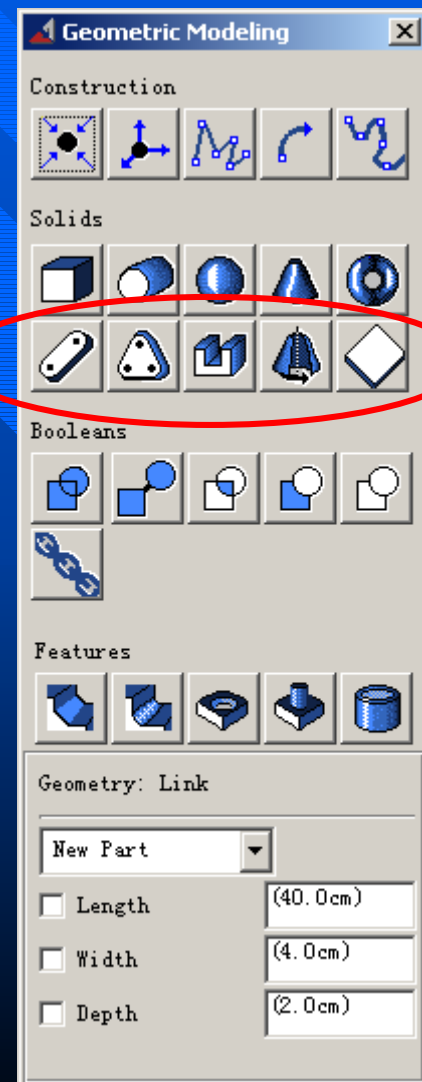 Geometric Modeling
Construction
Solids
Booleans
Features
Geometry: Link
New Part
Length (40.0cm)
Width (4.0cm)
Depth (2.0cm)